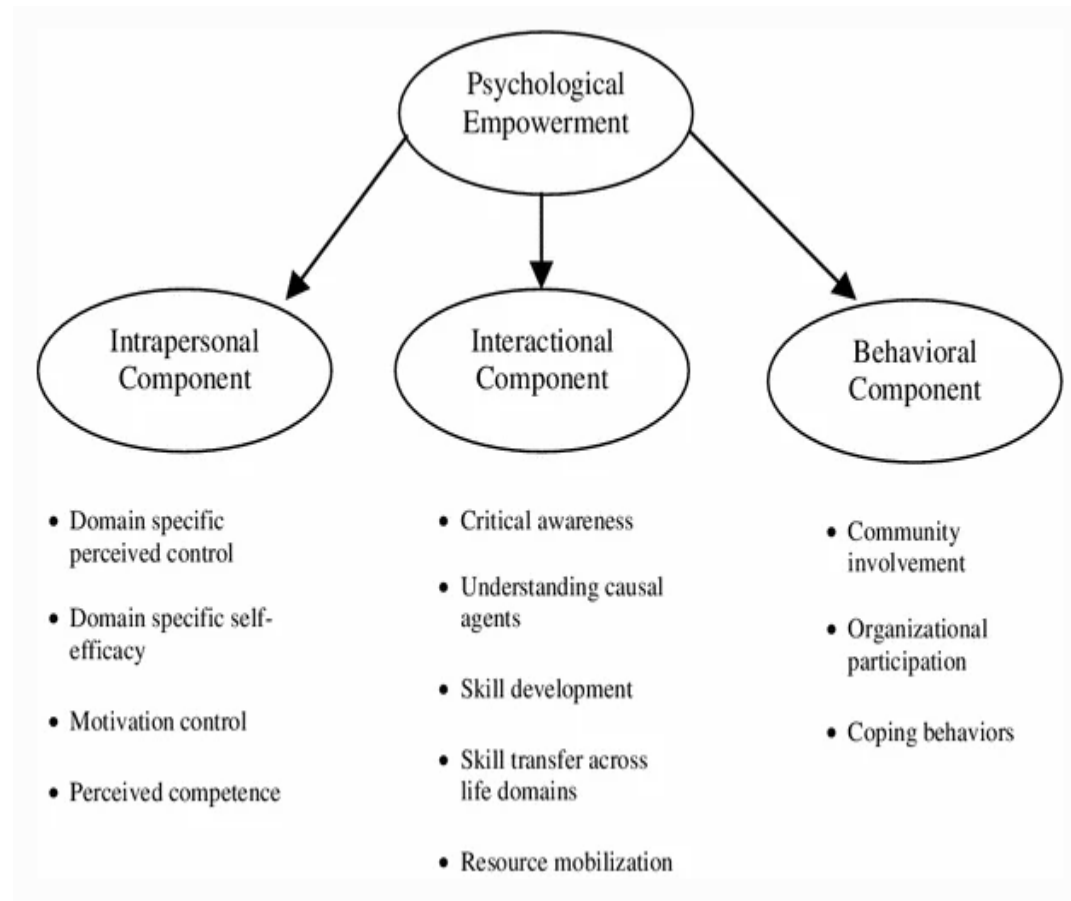 Psychological
Empowerment
Intrapersonal
Component
Interactional
Component
Behavioral
Component
• Domain specific
perceived control
• Domain specific self-
efficacy
• Motivation control
• Perceived competence
• Critical awareness
• Understanding causal
agents
• Skill development
• Skill transfer across
life domains
• Resource mobilization
• Community
involvement
• Organizational
participation
• Coping behaviors